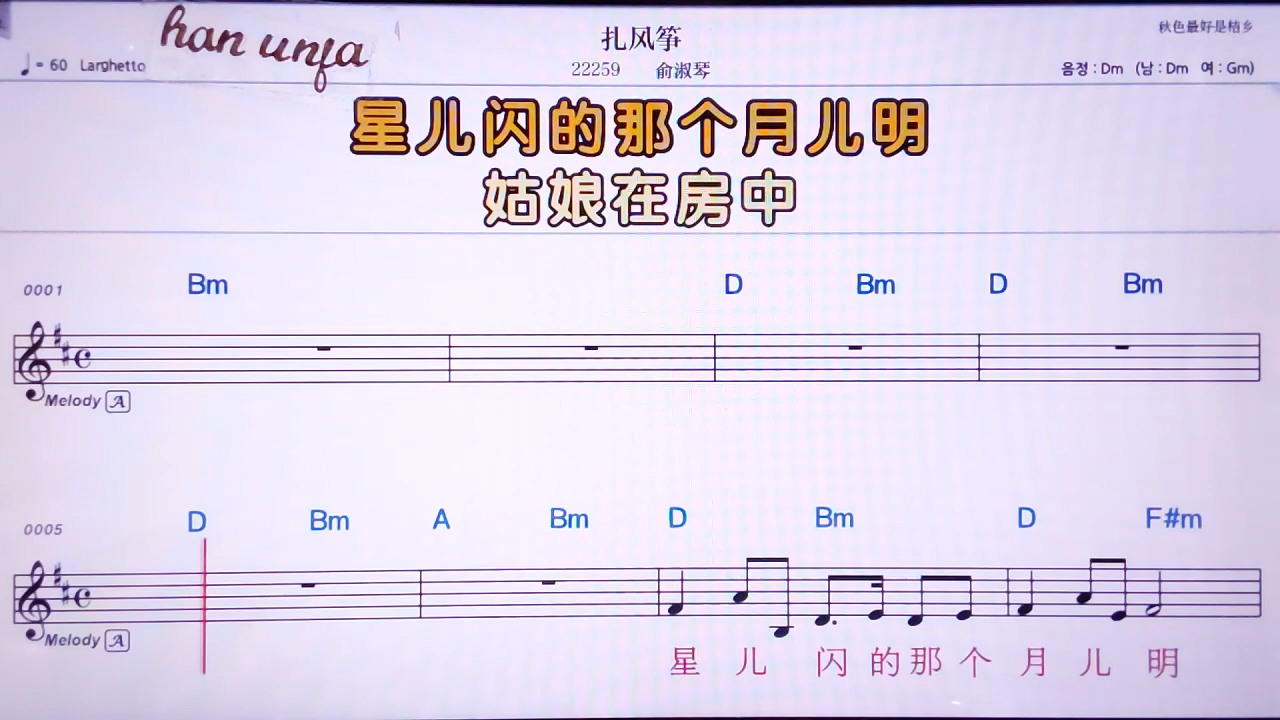 han unfa
扎风筝
秋色最好是桔乡
♩= 60 Larghetto
22259 俞淑琴
음정 : Dm (남 : Dm 여 : Gm)
星儿闪的那个月儿明
姑娘在房中
0001 Bm D Bm D Bm
Melody A
0005 D Bm A Bm D Bm D F#m
Melody A
星 儿 闪 的 那 个 月 儿 明